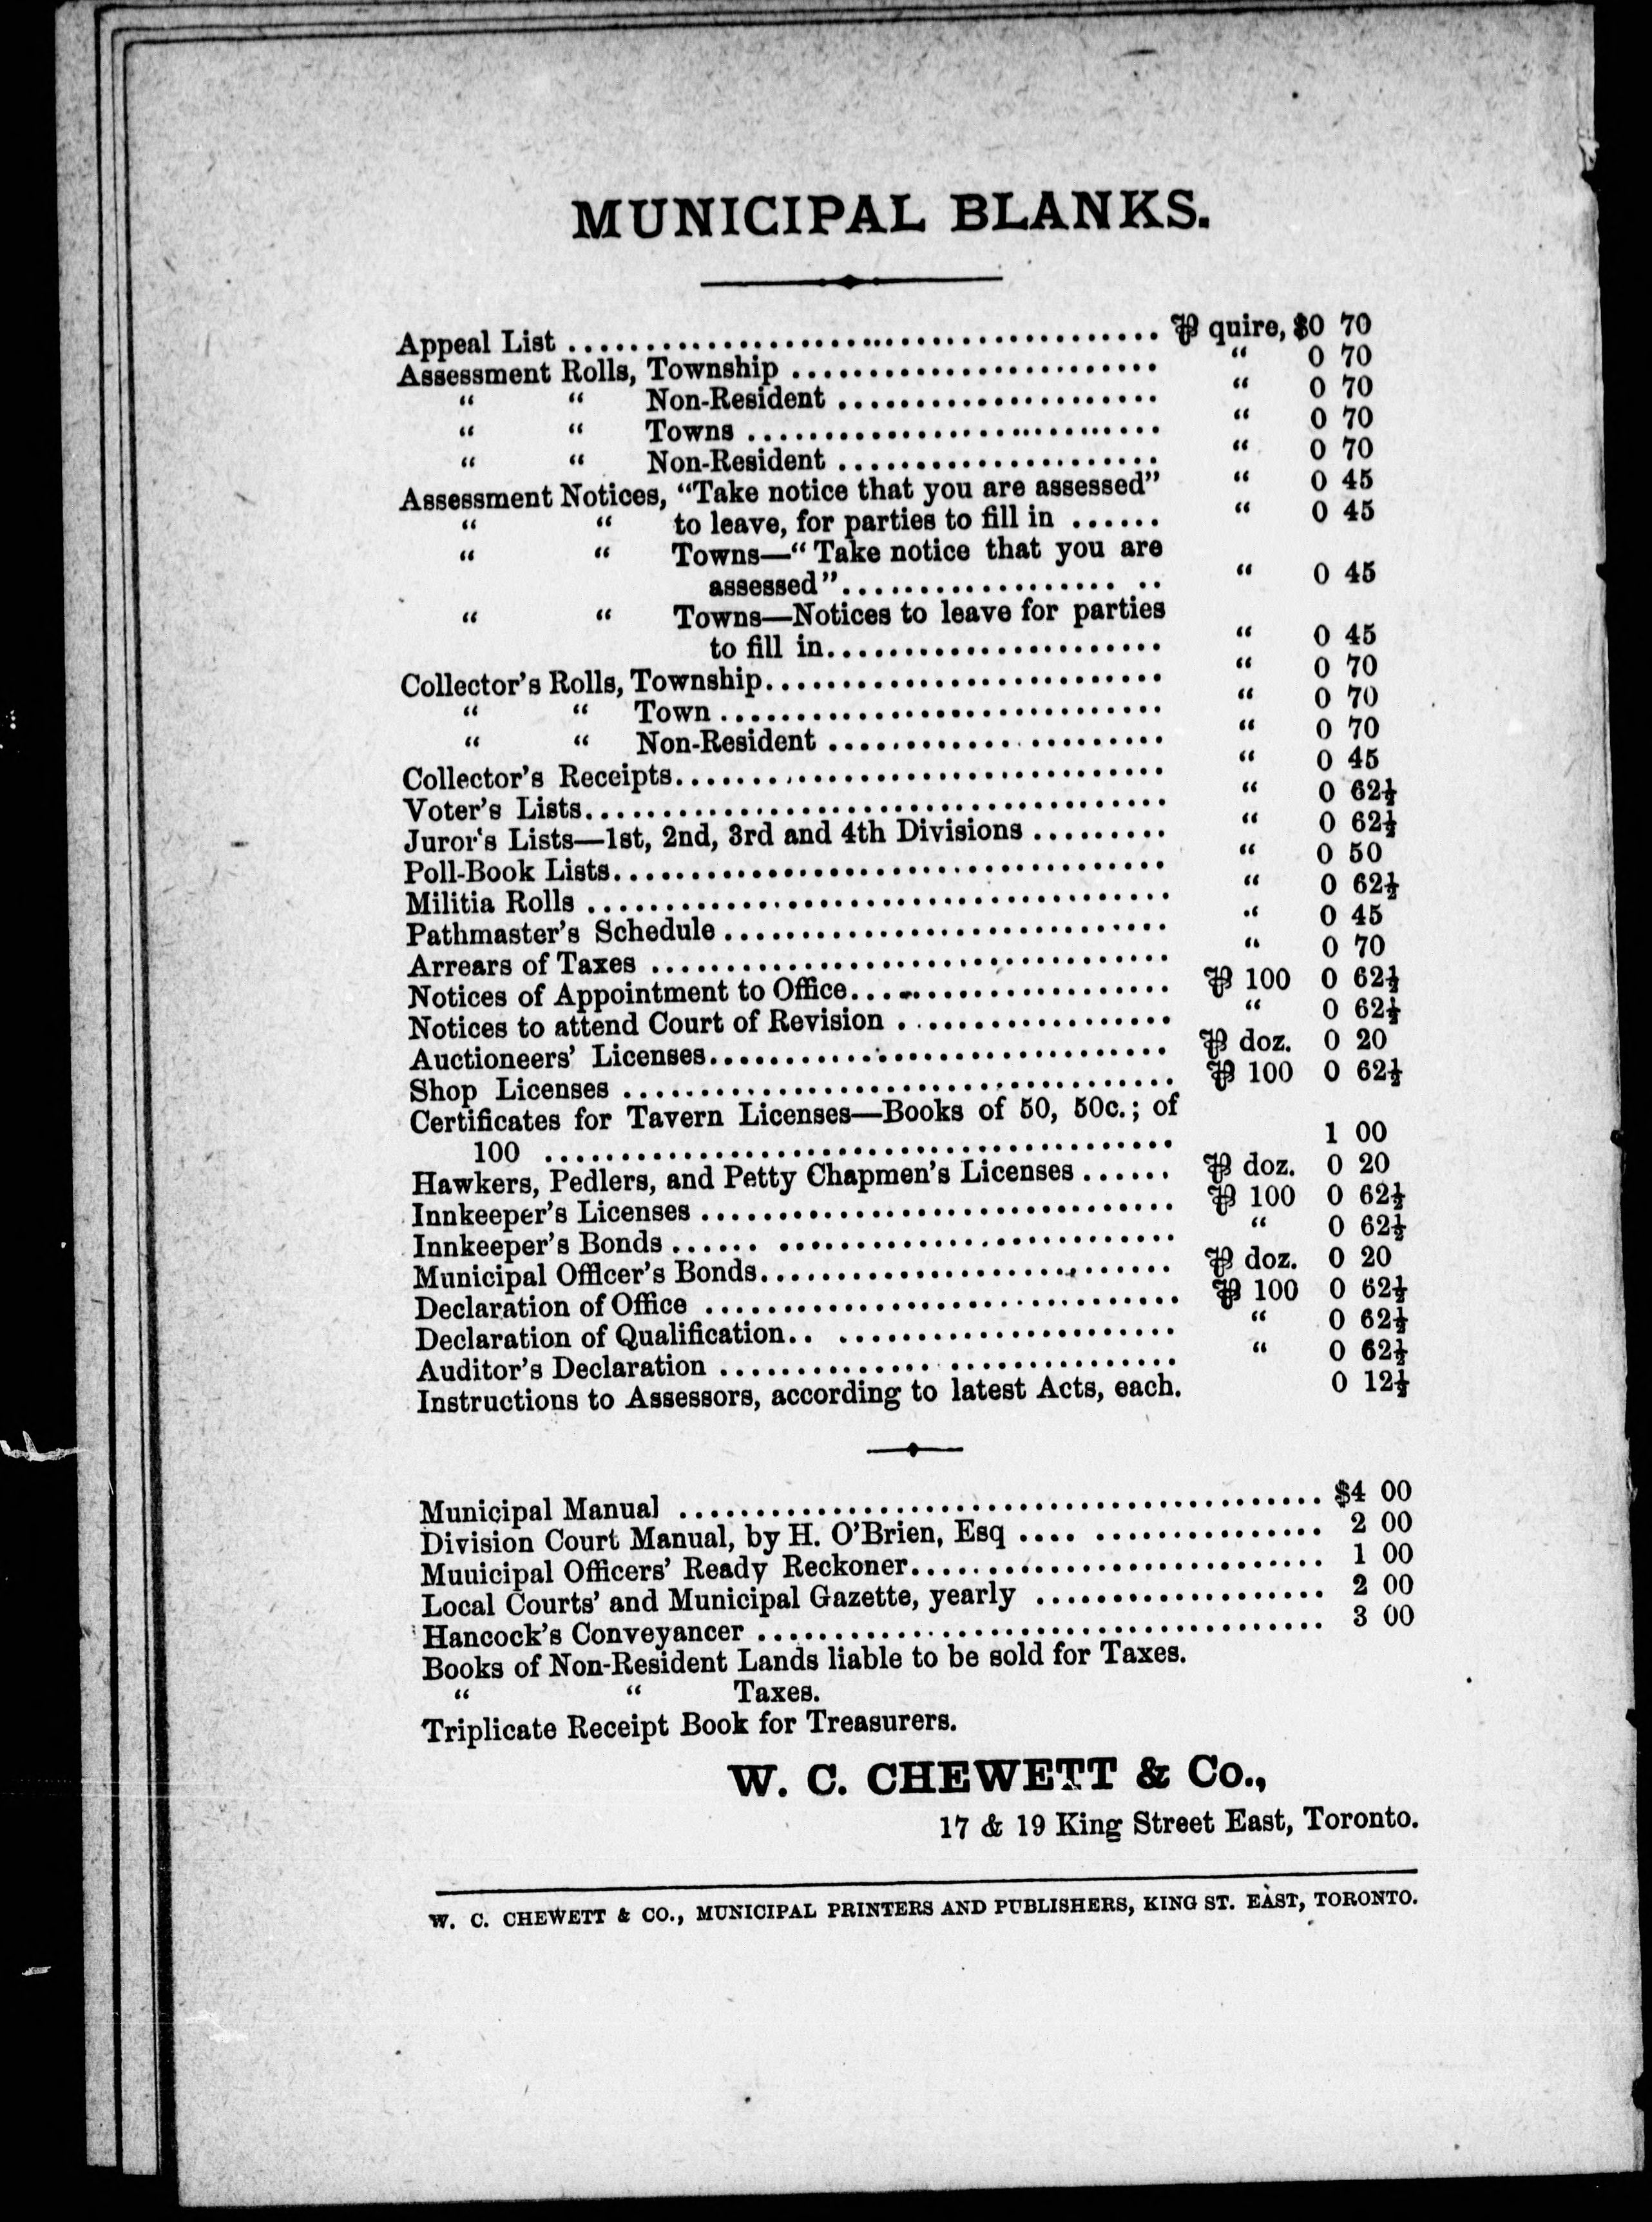 MUNICIPAL BLANKS.
Appeal List ...................................... ⅌ quire, $0 70
Assessment Rolls, Township ........................ “ 0 70
“ “ Non-Resident ..................... “ 0 70
“ “ Towns ........................... “ 0 70
“ “ Non-Resident ..................... “ 0 70
Assessment Notices, “Take notice that you are assessed” “ 0 45
“ “ to leave, for parties to fill in ...... “ 0 45
“ “ Towns—“Take notice that you are
assessed”.................. .. “ 0 45
“ “ Towns—Notices to leave for parties
to fill in...................... “ 0 45
Collector's Rolls, Township.......................... “ 0 70
“ “ Town ............................. “ 0 70
“ “ Non-Resident ...................... “ 0 70
Collector's Receipts................................ “ 0 45
Voter's Lists...................................... “ 0 62½
Juror's Lists—1st, 2nd, 3rd and 4th Divisions ......... “ 0 62½
Poll-Book Lists.................................... “ 0 50
Militia Rolls ...................................... “ 0 62½
Pathmaster's Schedule ............................. “ 0 45
Arrears of Taxes .................................. “ 0 70
Notices of Appointment to Office..................... ⅌ 100 0 62½
Notices to attend Court of Revision .................. “ 0 62½
Auctioneers' Licenses.............................. ⅌ doz. 0 20
Shop Licenses .................................... ⅌ 100 0 62½
Certificates for Tavern Licenses—Books of 50, 50c.; of
100 ......................................... 1 00
Hawkers, Pedlers, and Petty Chapmen's Licenses ...... ⅌ doz. 0 20
Innkeeper's Licenses ............................... ⅌ 100 0 62½
Innkeeper's Bonds ...... .......................... “ 0 62½
Municipal Officer's Bonds........................... ⅌ doz. 0 20
Declaration of Office ............................... ⅌ 100 0 62½
Declaration of Qualification.. ...................... “ 0 62½
Auditor's Declaration .............................. “ 0 62½
Instructions to Assessors, according to latest Acts, each. 0 12½
Municipal Manual .......................................... $4 00
Division Court Manual, by H. O'Brien, Esq .... ............... 2 00
Muuicipal Officers' Ready Reckoner........................... 1 00
Local Courts' and Municipal Gazette, yearly ................... 2 00
Hancock's Conveyancer ..................................... 3 00
Books of Non-Resident Lands liable to be sold for Taxes.
“ “ Taxes.
Triplicate Receipt Book for Treasurers.
W. C. CHEWETT & Co.,
17 & 19 King Street East, Toronto.
W. C. CHEWETT & CO., MUNICIPAL PRINTERS AND PUBLISHERS, KING ST. EAST, TORONTO.